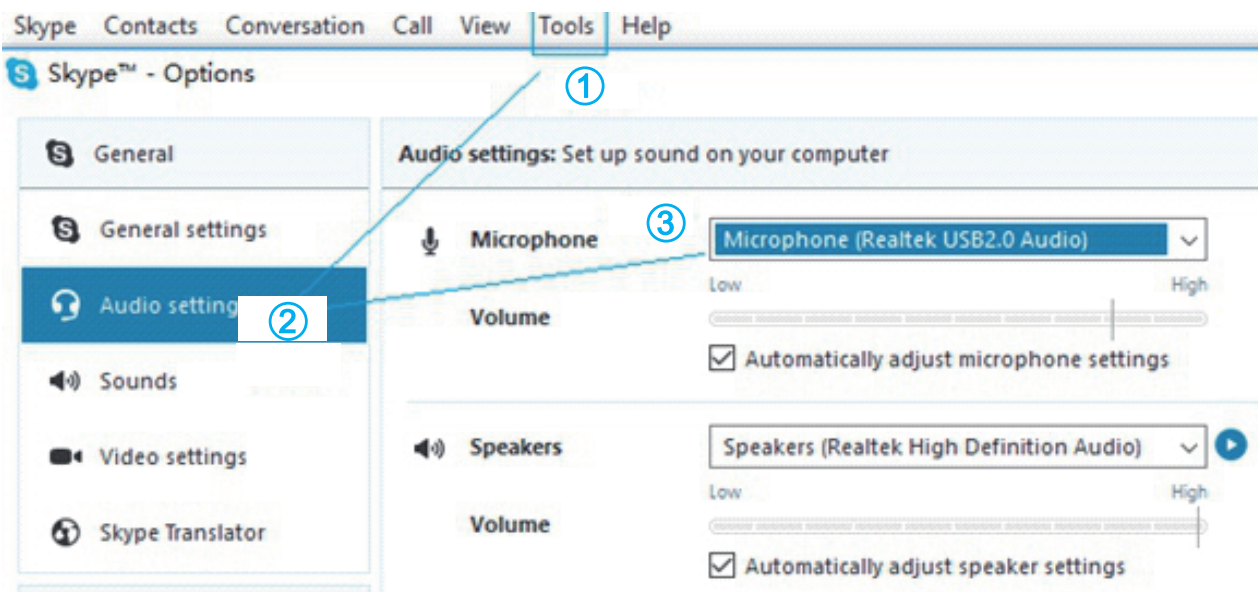 Skype Contacts Conversation Call View Tools Help
Skype™ - Options
①
General
Audio settings: Set up sound on your computer
General settings
③
Microphone
Microphone (Realtek USB2.0 Audio)
Audio setting
②
Low High
Volume
Automatically adjust microphone settings
Sounds
Speakers
Speakers (Realtek High Definition Audio)
Video settings
Low High
Volume
Skype Translator
Automatically adjust speaker settings